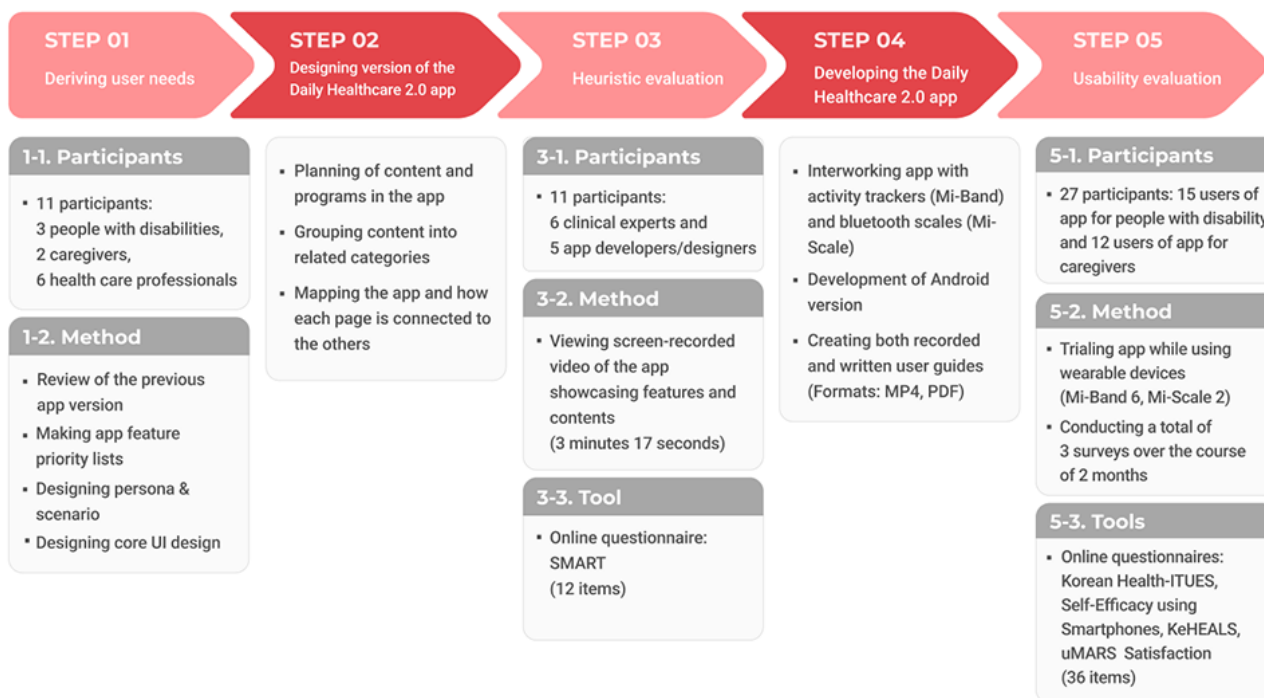 STEP 01
Deriving user needs
STEP 02
Designing version of the
Daily Healthcare 2.0 app
STEP 03
Heuristic evaluation
STEP 04
Developing the Daily
Healthcare 2.0 app
STEP 05
Usability evaluation
1-1. Participants
▪ 11 participants:
3 people with disabilities,
2 caregivers,
6 health care professionals
1-2. Method
▪ Review of the previous
app version
▪ Making app feature
priority lists
▪ Designing persona &
scenario
▪ Designing core UI design
▪ Planning of content and
programs in the app
▪ Grouping content into
related categories
▪ Mapping the app and how
each page is connected to
the others
3-1. Participants
▪ 11 participants:
6 clinical experts and
5 app developers/designers
3-2. Method
▪ Viewing screen-recorded
video of the app
showcasing features and
contents
(3 minutes 17 seconds)
3-3. Tool
▪ Online questionnaire:
SMART
(12 items)
▪ Interworking app with
activity trackers (Mi-Band)
and bluetooth scales (Mi-
Scale)
▪ Development of Android
version
▪ Creating both recorded
and written user guides
(Formats: MP4, PDF)
5-1. Participants
▪ 27 participants: 15 users of
app for people with disability
and 12 users of app for
caregivers
5-2. Method
▪ Trialing app while using
wearable devices
(Mi-Band 6, Mi-Scale 2)
▪ Conducting a total of
3 surveys over the course
of 2 months
5-3. Tools
▪ Online questionnaires:
Korean Health-ITUES,
Self-Efficacy using
Smartphones, KeHEALS,
uMARS Satisfaction
(36 items)